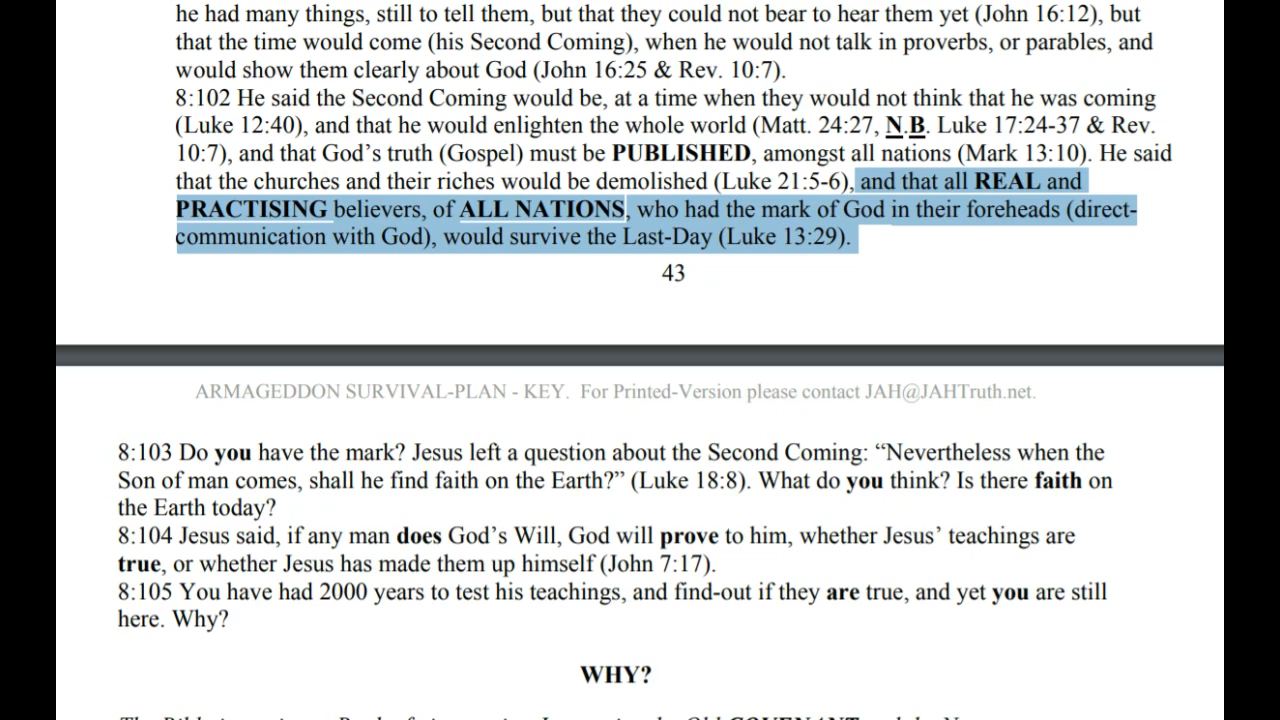 he had many things, still to tell them, but that they could not bear to hear them yet (John 16:12), but
that the time would come (his Second Coming), when he would not talk in proverbs, or parables, and
would show them clearly about God (John 16:25 & Rev. 10:7).
8:102 He said the Second Coming would be, at a time when they would not think that he was coming
(Luke 12:40), and that he would enlighten the whole world (Matt. 24:27, N.B. Luke 17:24-37 & Rev.
10:7), and that God’s truth (Gospel) must be PUBLISHED, amongst all nations (Mark 13:10). He said
that the churches and their riches would be demolished (Luke 21:5-6), and that all REAL and
PRACTISING believers, of ALL NATIONS, who had the mark of God in their foreheads (direct-
communication with God), would survive the Last-Day (Luke 13:29).
43
ARMAGEDDON SURVIVAL-PLAN - KEY. For Printed-Version please contact JAH@JAHTruth.net.
8:103 Do you have the mark? Jesus left a question about the Second Coming: “Nevertheless when the
Son of man comes, shall he find faith on the Earth?” (Luke 18:8). What do you think? Is there faith on
the Earth today?
8:104 Jesus said, if any man does God’s Will, God will prove to him, whether Jesus’ teachings are
true, or whether Jesus has made them up himself (John 7:17).
8:105 You have had 2000 years to test his teachings, and find-out if they are true, and yet you are still
here. Why?
WHY?